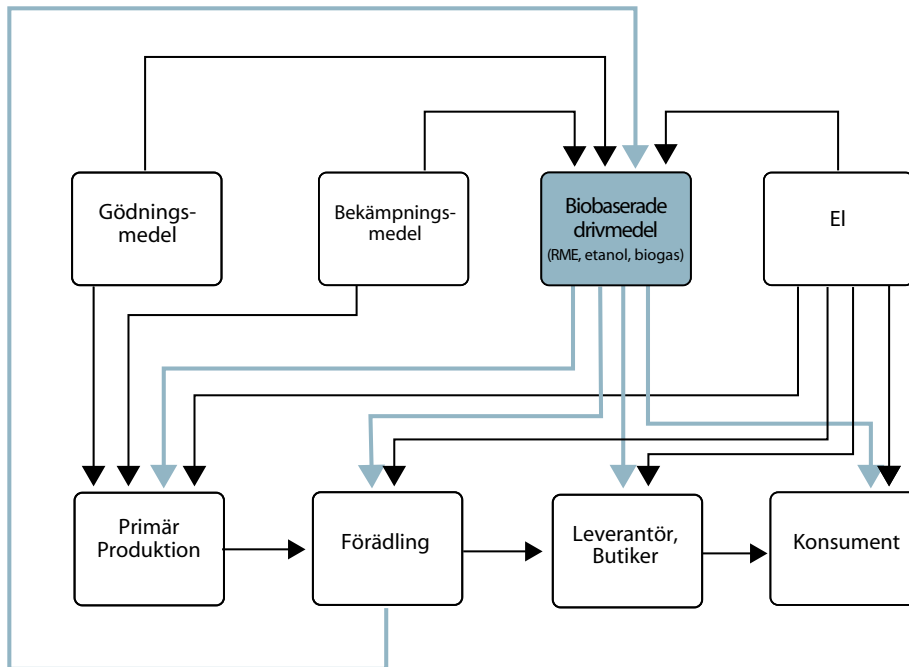 Gödnings-
medel
Bekämpnings-
medel
Biobaserade
drivmedel
(RME, etanol, biogas)
El
Primär
Produktion
Förädling
Leverantör,
Butiker
Konsument